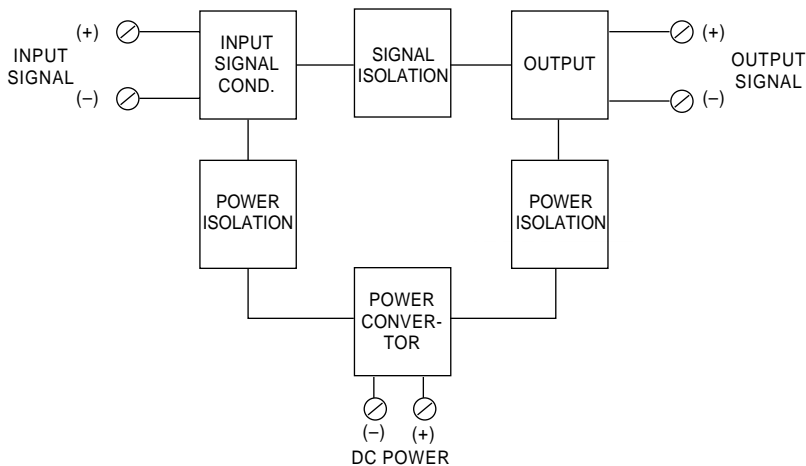 INPUT
SIGNAL
(+)
(–)
INPUT
SIGNAL
COND.
SIGNAL
ISOLATION
OUTPUT
(+)
(–)
OUTPUT
SIGNAL
POWER
ISOLATION
POWER
ISOLATION
POWER
CONVER-
TOR
(–) (+)
DC POWER